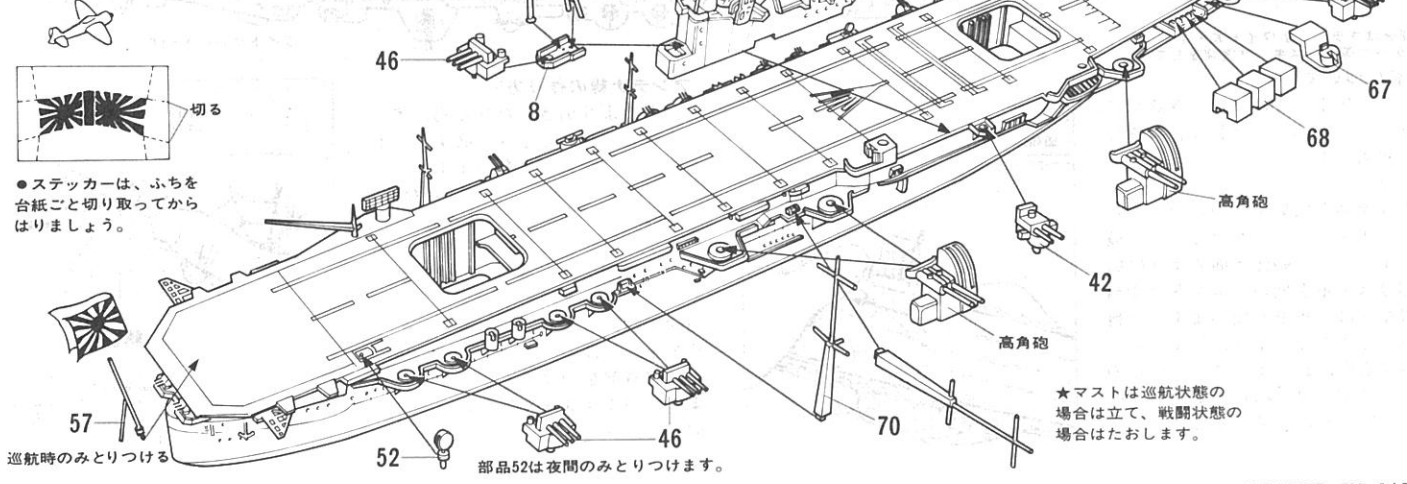 46
8
67
68
切る
●ステッカーは、ふちを
台紙ごと切り取ってから
はりましょう。
高角砲
42
高角砲
57
巡航時のみとりつける
52
46
部品52は夜間のみとりつけます。
70
★マストは巡航状態の
場合は立て、戦闘状態の
場合はたおします。